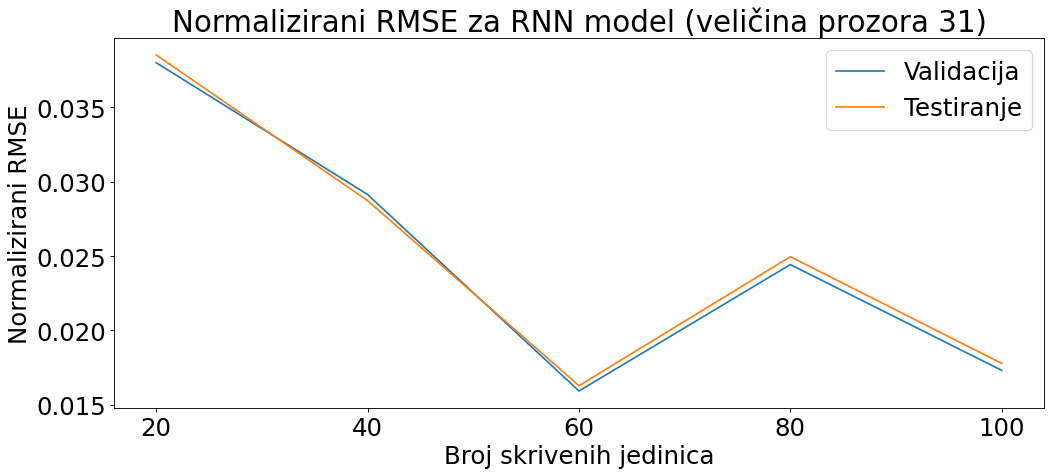 Normalizirani RMSE za RNN model (veličina prozora 31)
Validacija
Testiranje
Normalizirani RMSE
0.035
0.030
0.025
0.020
0.015
20 40 60 80 100
Broj skrivenih jedinica